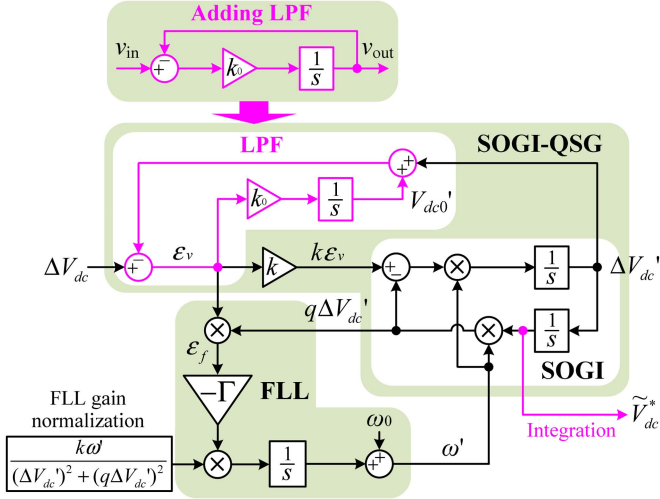 Adding LPF
v_in + − k_0 1/s v_out
LPF
SOGI-QSG
+ +
k_0 1/s V_dc0'
ΔV_dc + − ε_v k kε_v + − × 1/s ΔV_dc'
× qΔV_dc' × 1/s
ε_f
SOGI
−Γ FLL
FLL gain
normalization
ω_0
Ṽ_dc^*
Integration
kω' / ((ΔV_dc')^2 + (qΔV_dc')^2) × 1/s + + ω'